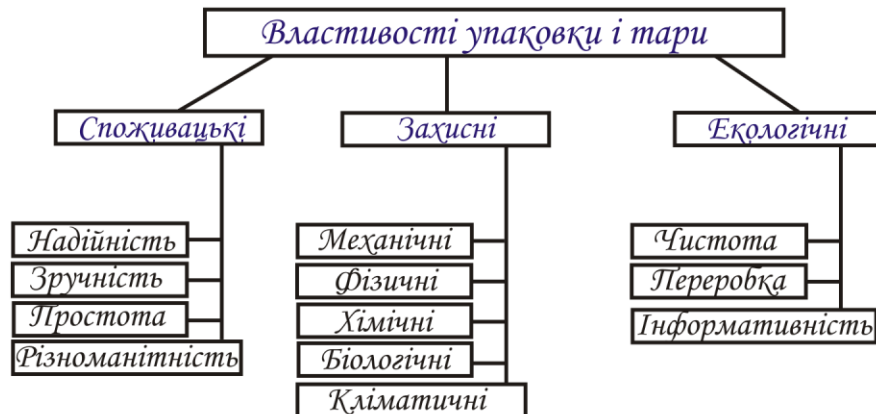 Властивості упаковки і тари
Споживацькі
Захисні
Екологічні
Надійність
Зручність
Простота
Різноманітність
Механічні
Фізичні
Хімічні
Біологічні
Кліматичні
Чистота
Переробка
Інформативність